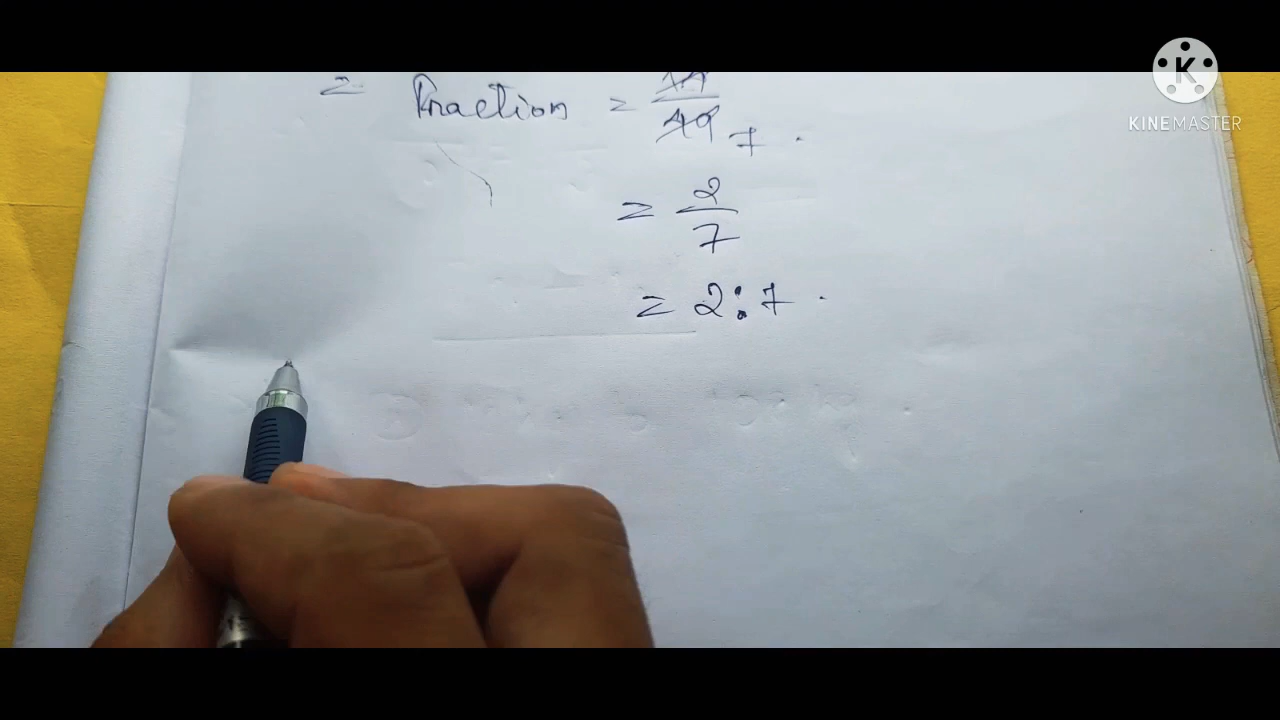 = Fraction = 14/49 7 .
= 2/7
= 2:7 .
K
KINEMASTER